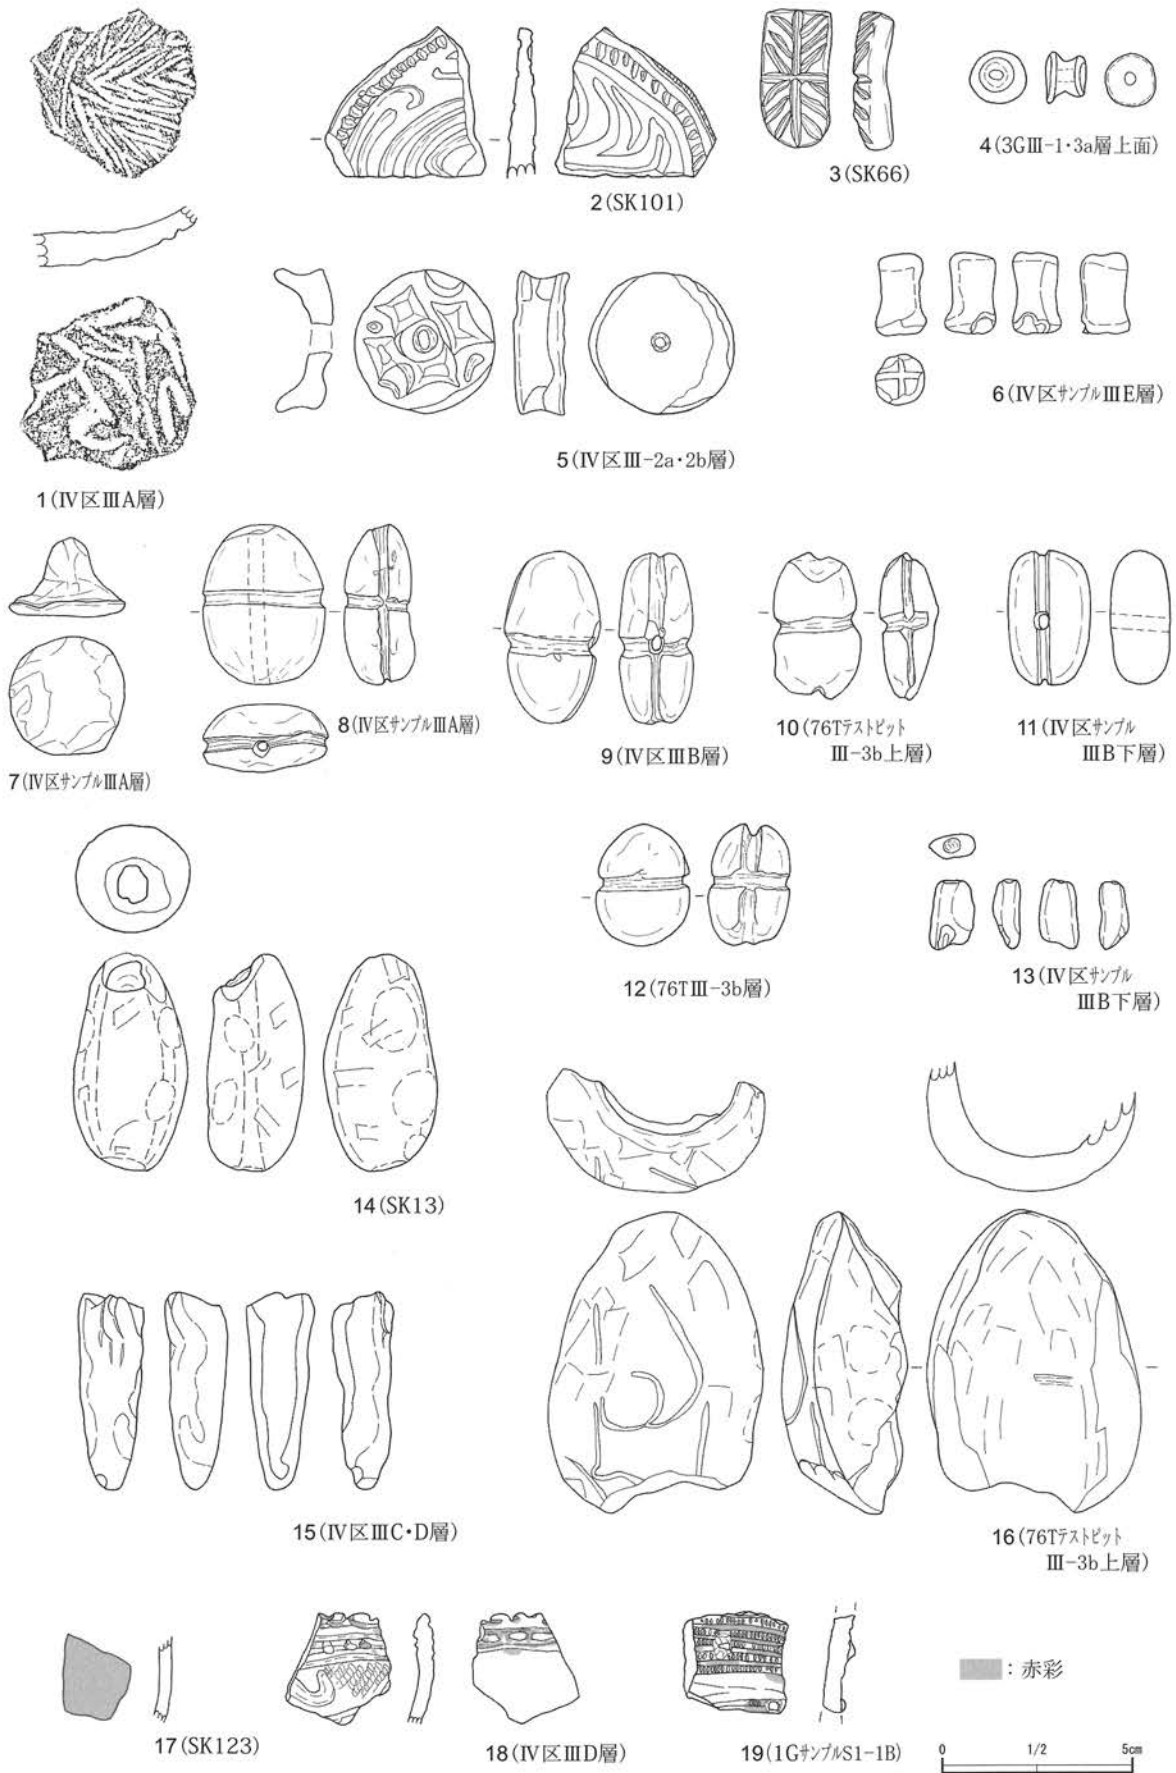 2(SK101)
3(SK66)
4(3GⅢ-1・3a層上面)
1(Ⅳ区ⅢA層)
5(Ⅳ区Ⅲ-2a・2b層)
6(Ⅳ区サンプルⅢE層)
7(Ⅳ区サンプルⅢA層)
8(Ⅳ区サンプルⅢA層)
9(Ⅳ区ⅢB層)
10(76Tテストピット
Ⅲ-3b上層)
11(Ⅳ区サンプル
ⅢB下層)
12(76TⅢ-3b層)
13(Ⅳ区サンプル
ⅢB下層)
14(SK13)
15(Ⅳ区ⅢC・D層)
16(76Tテストピット
Ⅲ-3b上層)
17(SK123)
18(Ⅳ区ⅢD層)
19(1GサンプルS1-1B)
：赤彩
0 1/2 5cm